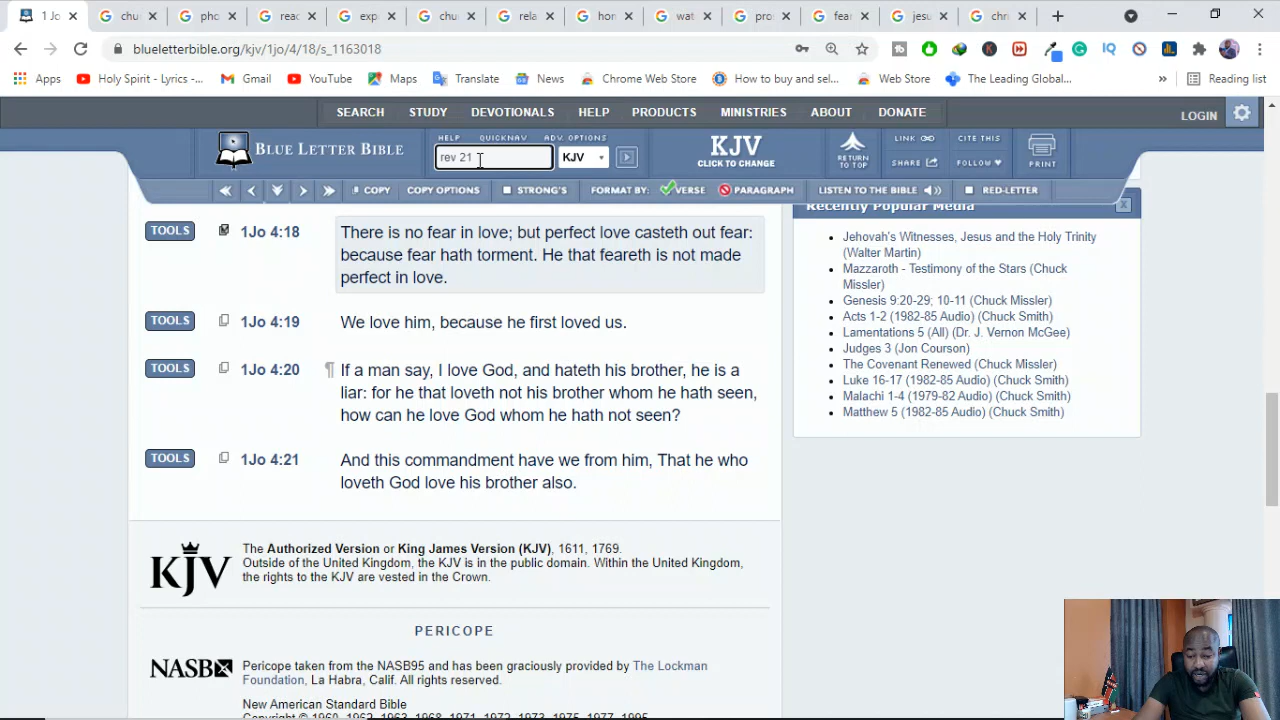 1 Jo
chu
pho
reac
exp
chu
rela
hor
wat
pro
fear
jesu
chri
blueletterbible.org/kjv/1jo/4/18/s_1163018
Apps
Holy Spirit - Lyrics -...
Gmail
YouTube
Maps
Translate
News
Chrome Web Store
How to buy and sel...
Web Store
The Leading Global...
»
Reading list
SEARCH
STUDY
DEVOTIONALS
HELP
PRODUCTS
MINISTRIES
ABOUT
DONATE
LOGIN
BLUE LETTER BIBLE
HELP
QUICKNAV
ADV. OPTIONS
rev 21
KJV
KJV
CLICK TO CHANGE
RETURN
TO TOP
LINK
CITE THIS
SHARE
FOLLOW
PRINT
COPY
COPY OPTIONS
STRONG'S
FORMAT BY:
VERSE
PARAGRAPH
LISTEN TO THE BIBLE
RED-LETTER
TOOLS
1Jo 4:18
There is no fear in love; but perfect love casteth out fear:
because fear hath torment. He that feareth is not made
perfect in love.
TOOLS
1Jo 4:19
We love him, because he first loved us.
TOOLS
1Jo 4:20
¶ If a man say, I love God, and hateth his brother, he is a
liar: for he that loveth not his brother whom he hath seen,
how can he love God whom he hath not seen?
TOOLS
1Jo 4:21
And this commandment have we from him, That he who
loveth God love his brother also.
Recently Popular Media
Jehovah's Witnesses, Jesus and the Holy Trinity
(Walter Martin)
Mazzaroth - Testimony of the Stars (Chuck
Missler)
Genesis 9:20-29; 10-11 (Chuck Missler)
Acts 1-2 (1982-85 Audio) (Chuck Smith)
Lamentations 5 (All) (Dr. J. Vernon McGee)
Judges 3 (Jon Courson)
The Covenant Renewed (Chuck Missler)
Luke 16-17 (1982-85 Audio) (Chuck Smith)
Malachi 1-4 (1979-82 Audio) (Chuck Smith)
Matthew 5 (1982-85 Audio) (Chuck Smith)
KJV
The Authorized Version or King James Version (KJV), 1611, 1769.
Outside of the United Kingdom, the KJV is in the public domain. Within the United Kingdom,
the rights to the KJV are vested in the Crown.
PERICOPE
NASB
Pericope taken from the NASB95 and has been graciously provided by The Lockman
Foundation, La Habra, Calif. All rights reserved.
New American Standard Bible
Copyright © 1960, 1962, 1963, 1968, 1971, 1972, 1973, 1975, 1977, 1995